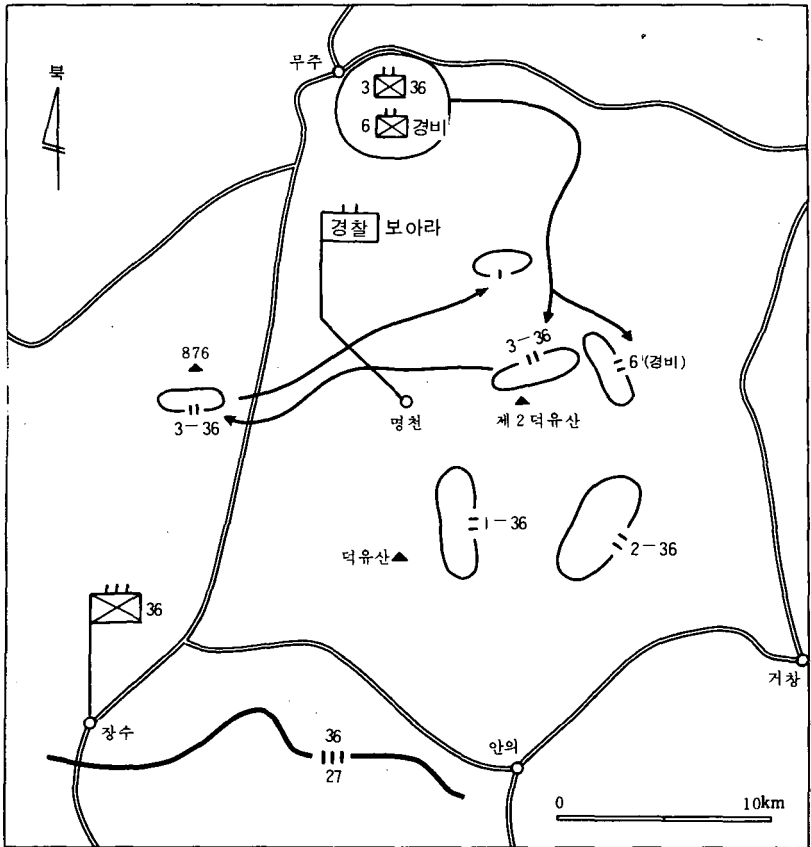 북
무주
3 36
6 경비
경찰 보아라
876
3-36
6 (경비)
3-36
명천
제2덕유산
1-36
2-36
덕유산
36
거창
장수
36
27
안의
0 10km